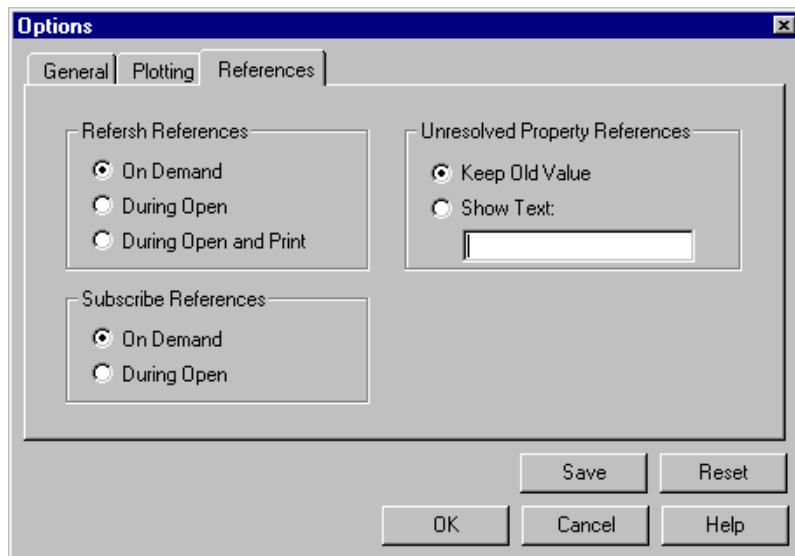 Options
General Plotting References
Refersh References
On Demand
During Open
During Open and Print
Unresolved Property References
Keep Old Value
Show Text:
Subscribe References
On Demand
During Open
Save Reset
OK Cancel Help